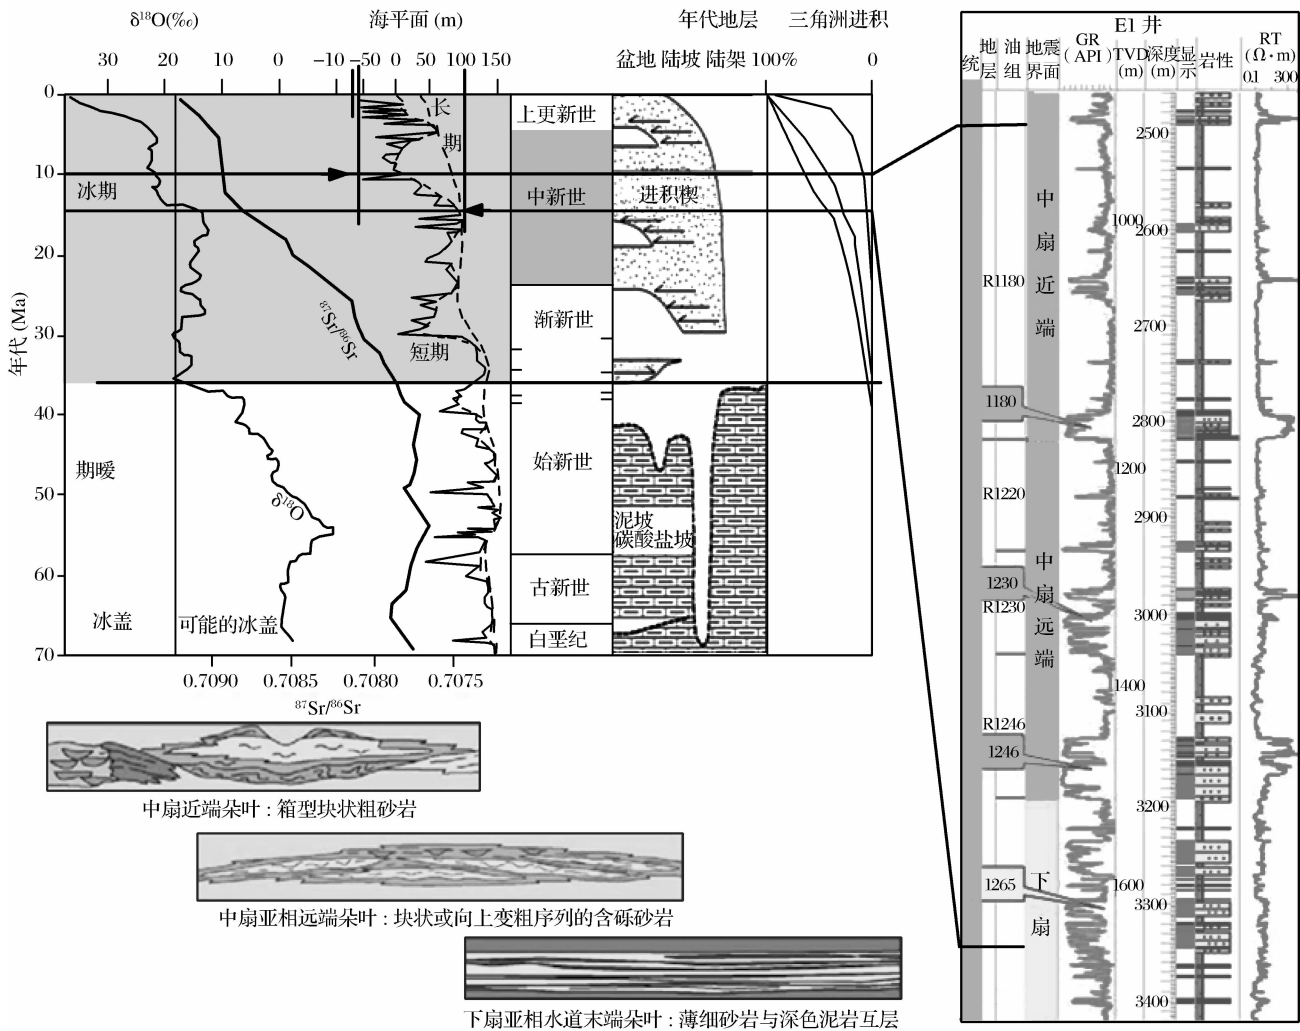 δ¹⁸O(‰) 海平面 (m) 年代地层 三角洲进积
30 20 10 0 −10 −50 0 50 100 150 盆地 陆坡 陆架 100% 0
年代 (Ma)
0
10
20
30
40
50
60
70
冰期
期暖
冰盖
可能的冰盖
⁸⁷Sr/⁸⁶Sr
δ¹⁸O
长
期
短期
上更新世
中新世
渐新世
始新世
古新世
白垩纪
进积楔
泥坡
碳酸盐坡
0.7090 0.7085 0.7080 0.7075
⁸⁷Sr/⁸⁶Sr
中扇近端朵叶：箱型块状粗砂岩
中扇亚相远端朵叶：块状或向上变粗序列的含砾砂岩
下扇亚相水道末端朵叶：薄细砂岩与深色泥岩互层
E1 井
统
地层
油组
地震界面
GR
( API)
TVD
(m)
深度
(m)
显示
岩性
RT
(Ω·m)
0.1 300
中扇近端
中扇远端
下扇
R1180
1180
R1220
1230
R1230
R1246
1246
1265
1000
1200
1400
1600
2500
2600
2700
2800
2900
3000
3100
3200
3300
3400